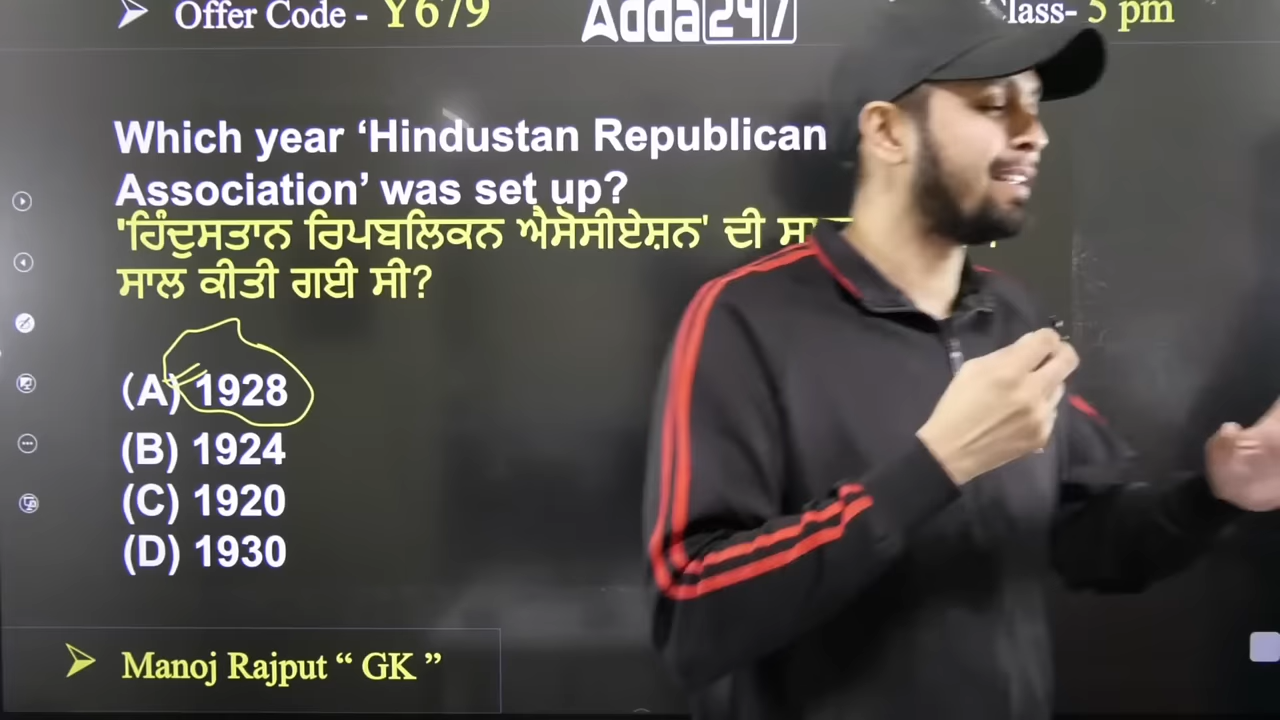 ➢ Offer Code - Y679
Adda247
Class- 5 pm
Which year ‘Hindustan Republican
Association’ was set up?
'ਹਿੰਦੁਸਤਾਨ ਰਿਪਬਲਿਕਨ ਐਸੋਸੀਏਸ਼ਨ' ਦੀ
ਸਾਲ ਕੀਤੀ ਗਈ ਸੀ?
(A) 1928
(B) 1924
(C) 1920
(D) 1930
➢ Manoj Rajput “ GK ”